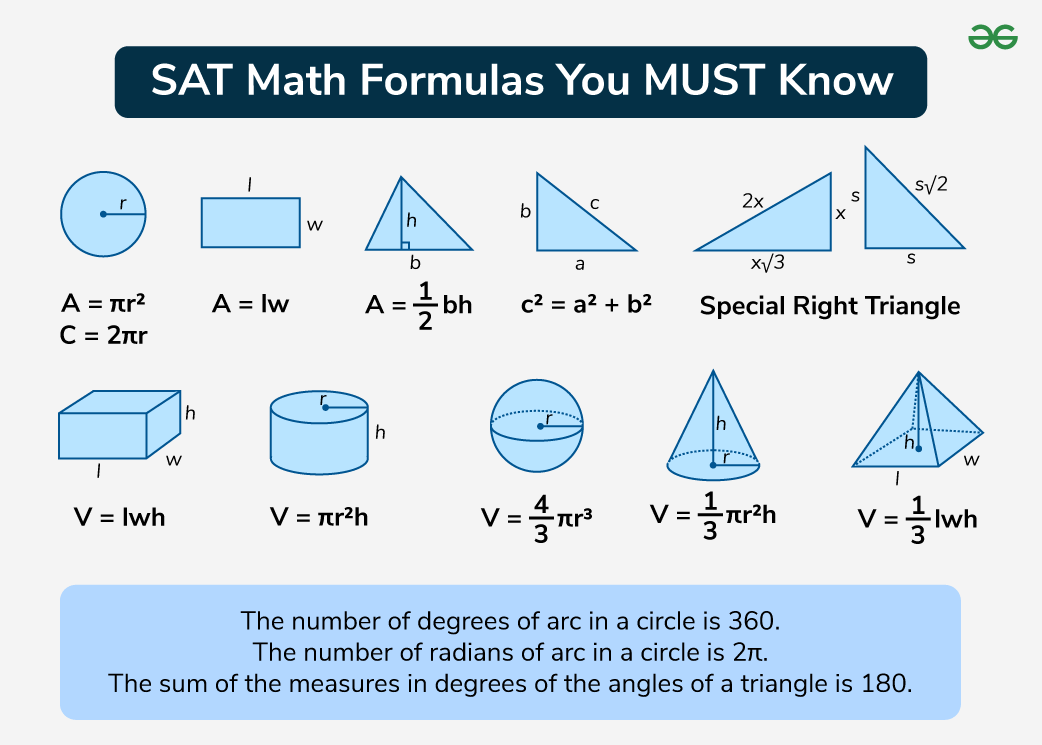 SAT Math Formulas You MUST Know
r
l
w
h
b
b
c
a
2x
x
x√3
s
s√2
s
A = πr²
C = 2πr
A = lw
A = 1/2 bh
c² = a² + b²
Special Right Triangle
h
w
l
r
h
r
h
r
h
w
l
V = lwh
V = πr²h
V = 4/3 πr³
V = 1/3 πr²h
V = 1/3 lwh
The number of degrees of arc in a circle is 360.
The number of radians of arc in a circle is 2π.
The sum of the measures in degrees of the angles of a triangle is 180.